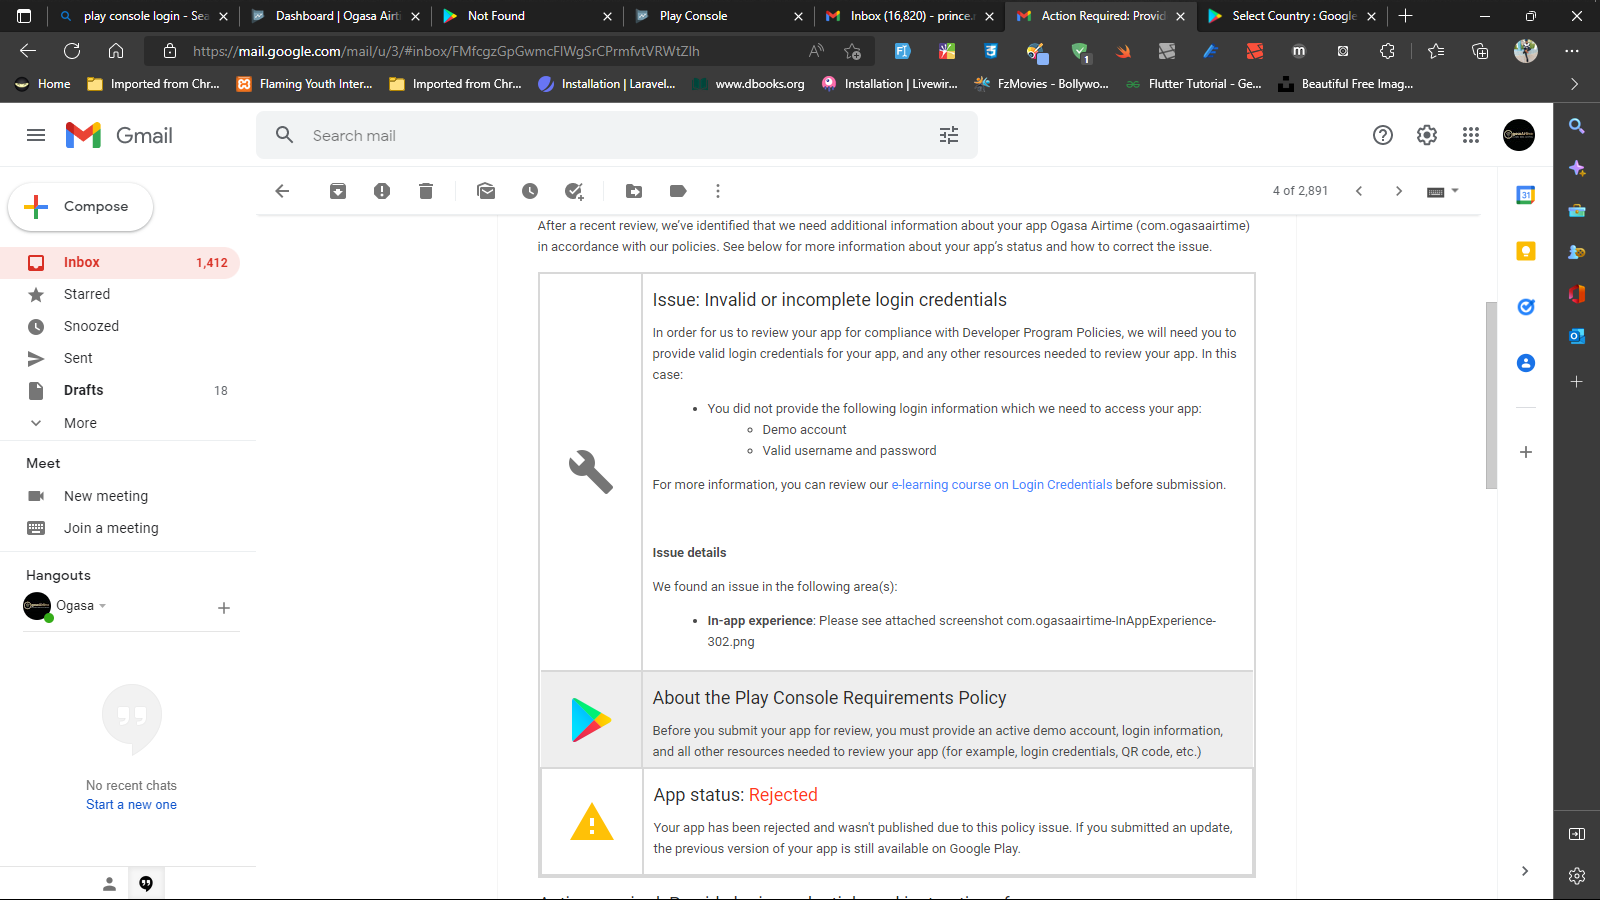 play console login - Sea
Dashboard | Ogasa Airti
Not Found
Play Console
Inbox (16,820) - prince.
Action Required: Provid
Select Country : Google
https://mail.google.com/mail/u/3/#inbox/FMfcgzGpGwmcFlWgSrCPrmfvtVRWtZlh
Home
Imported from Chr...
Flaming Youth Inter...
Imported from Chr...
Installation | Laravel...
www.dbooks.org
Installation | Livewir...
FzMovies - Bollywo...
Flutter Tutorial - Ge...
Beautiful Free Imag...
Gmail
Search mail
Compose
4 of 2,891
Inbox 1,412
Starred
Snoozed
Sent
Drafts 18
More
Meet
New meeting
Join a meeting
Hangouts
Ogasa
No recent chats
Start a new one
After a recent review, we've identified that we need additional information about your app Ogasa Airtime (com.ogasaairtime)
in accordance with our policies. See below for more information about your app's status and how to correct the issue.
Issue: Invalid or incomplete login credentials
In order for us to review your app for compliance with Developer Program Policies, we will need you to
provide valid login credentials for your app, and any other resources needed to review your app. In this
case:
• You did not provide the following login information which we need to access your app:
◦ Demo account
◦ Valid username and password
For more information, you can review our e-learning course on Login Credentials before submission.
Issue details
We found an issue in the following area(s):
• In-app experience: Please see attached screenshot com.ogasaairtime-InAppExperience-
302.png
About the Play Console Requirements Policy
Before you submit your app for review, you must provide an active demo account, login information,
and all other resources needed to review your app (for example, login credentials, QR code, etc.)
App status: Rejected
Your app has been rejected and wasn't published due to this policy issue. If you submitted an update,
the previous version of your app is still available on Google Play.